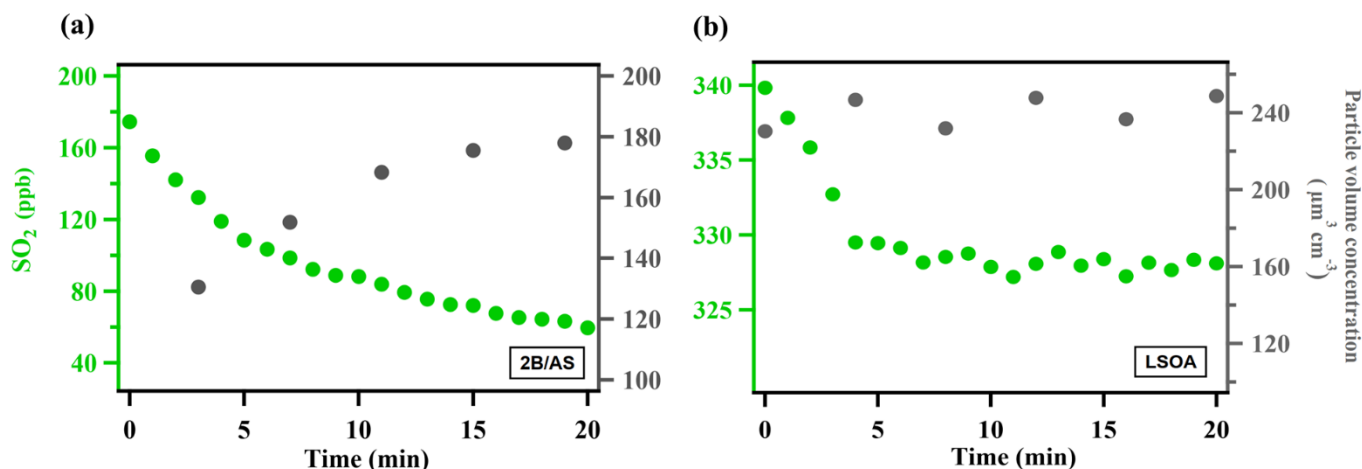 (a)
200
160
120
80
40
SO₂ (ppb)
200
180
160
140
120
100
2B/AS
0 5 10 15 20
Time (min)
(b)
340
335
330
325
240
200
160
120
Particle volume concentration
( μm³ cm⁻³)
LSOA
0 5 10 15 20
Time (min)